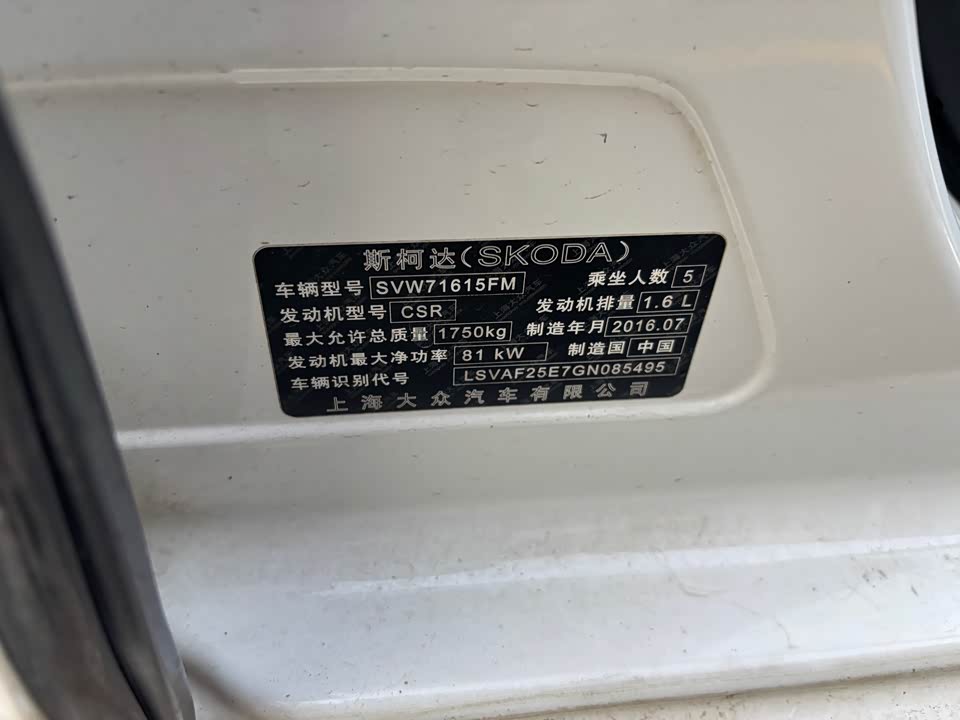 斯柯达(SKODA)
车辆型号 SVW71615FM 乘坐人数 5
发动机型号 CSR 发动机排量 1.6 L
最大允许总质量 1750kg 制造年月 2016.07
发动机最大净功率 81 kW 制造国 中国
车辆识别代号 LSVAF25E7GN085495
上海大众汽车有限公司